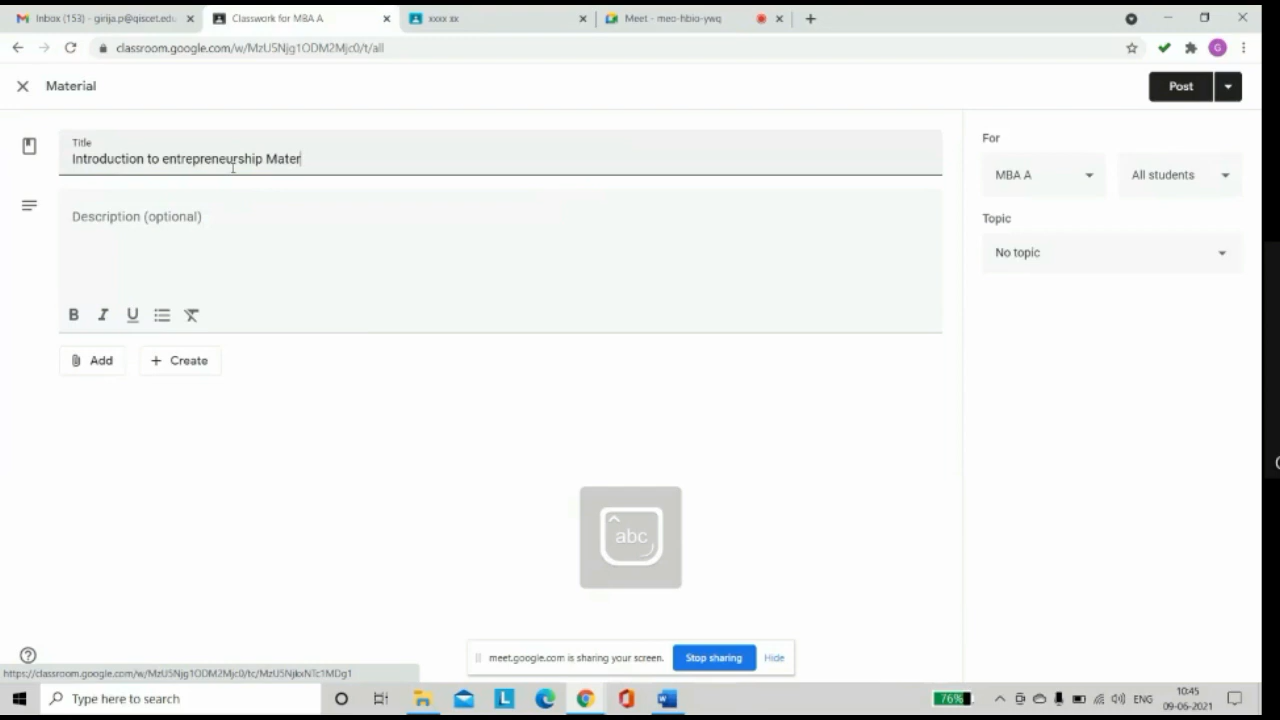 Inbox (153) - girija.p@qiscet.edu
Classwork for MBA A
xxxx xx
Meet - meo-hbio-ywq
classroom.google.com/w/MzU5Njg1ODM2Mjc0/t/all
G
Material
Post
Title
Introduction to entrepreneurship Mater
Description (optional)
B I U
Add
+ Create
For
MBA A
All students
Topic
No topic
abc
meet.google.com is sharing your screen.
Stop sharing
Hide
https://classroom.google.com/w/MzU5Njg1ODM2Mjc0/tc/MzU5NjkxNTc1MDg1
Type here to search
L
76%
ENG
10:45
09-06-2021